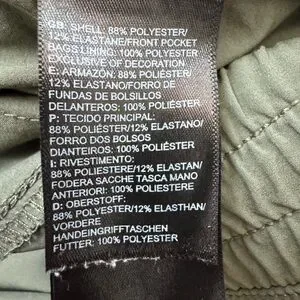 GB: SHELL: 88% POLYESTER/
12% ELASTANE/FRONT POCKET
BAGS LINING: 100% POLYESTER
EXCLUSIVE OF DECORATION
E: ARMAZÓN: 88% POLIÉSTER/
12% ELASTANO/FORRO DE
FUNDAS DE BOLSILLOS
DELANTEROS: 100% POLIÉSTER
P: TECIDO PRINCIPAL:
88% POLIÉSTER/12% ELASTANO/
FORRO DOS BOLSOS
DIANTEIROS: 100% POLIÉSTER
I: RIVESTIMENTO:
88% POLIESTERE/12% ELASTAN/
FODERA SACCHE TASCA MANO
ANTERIORI: 100% POLIESTERE
D: OBERSTOFF:
88% POLYESTER/12% ELASTHAN/
VORDERE
HANDEINGRIFFTASCHEN
FUTTER: 100% POLYESTER